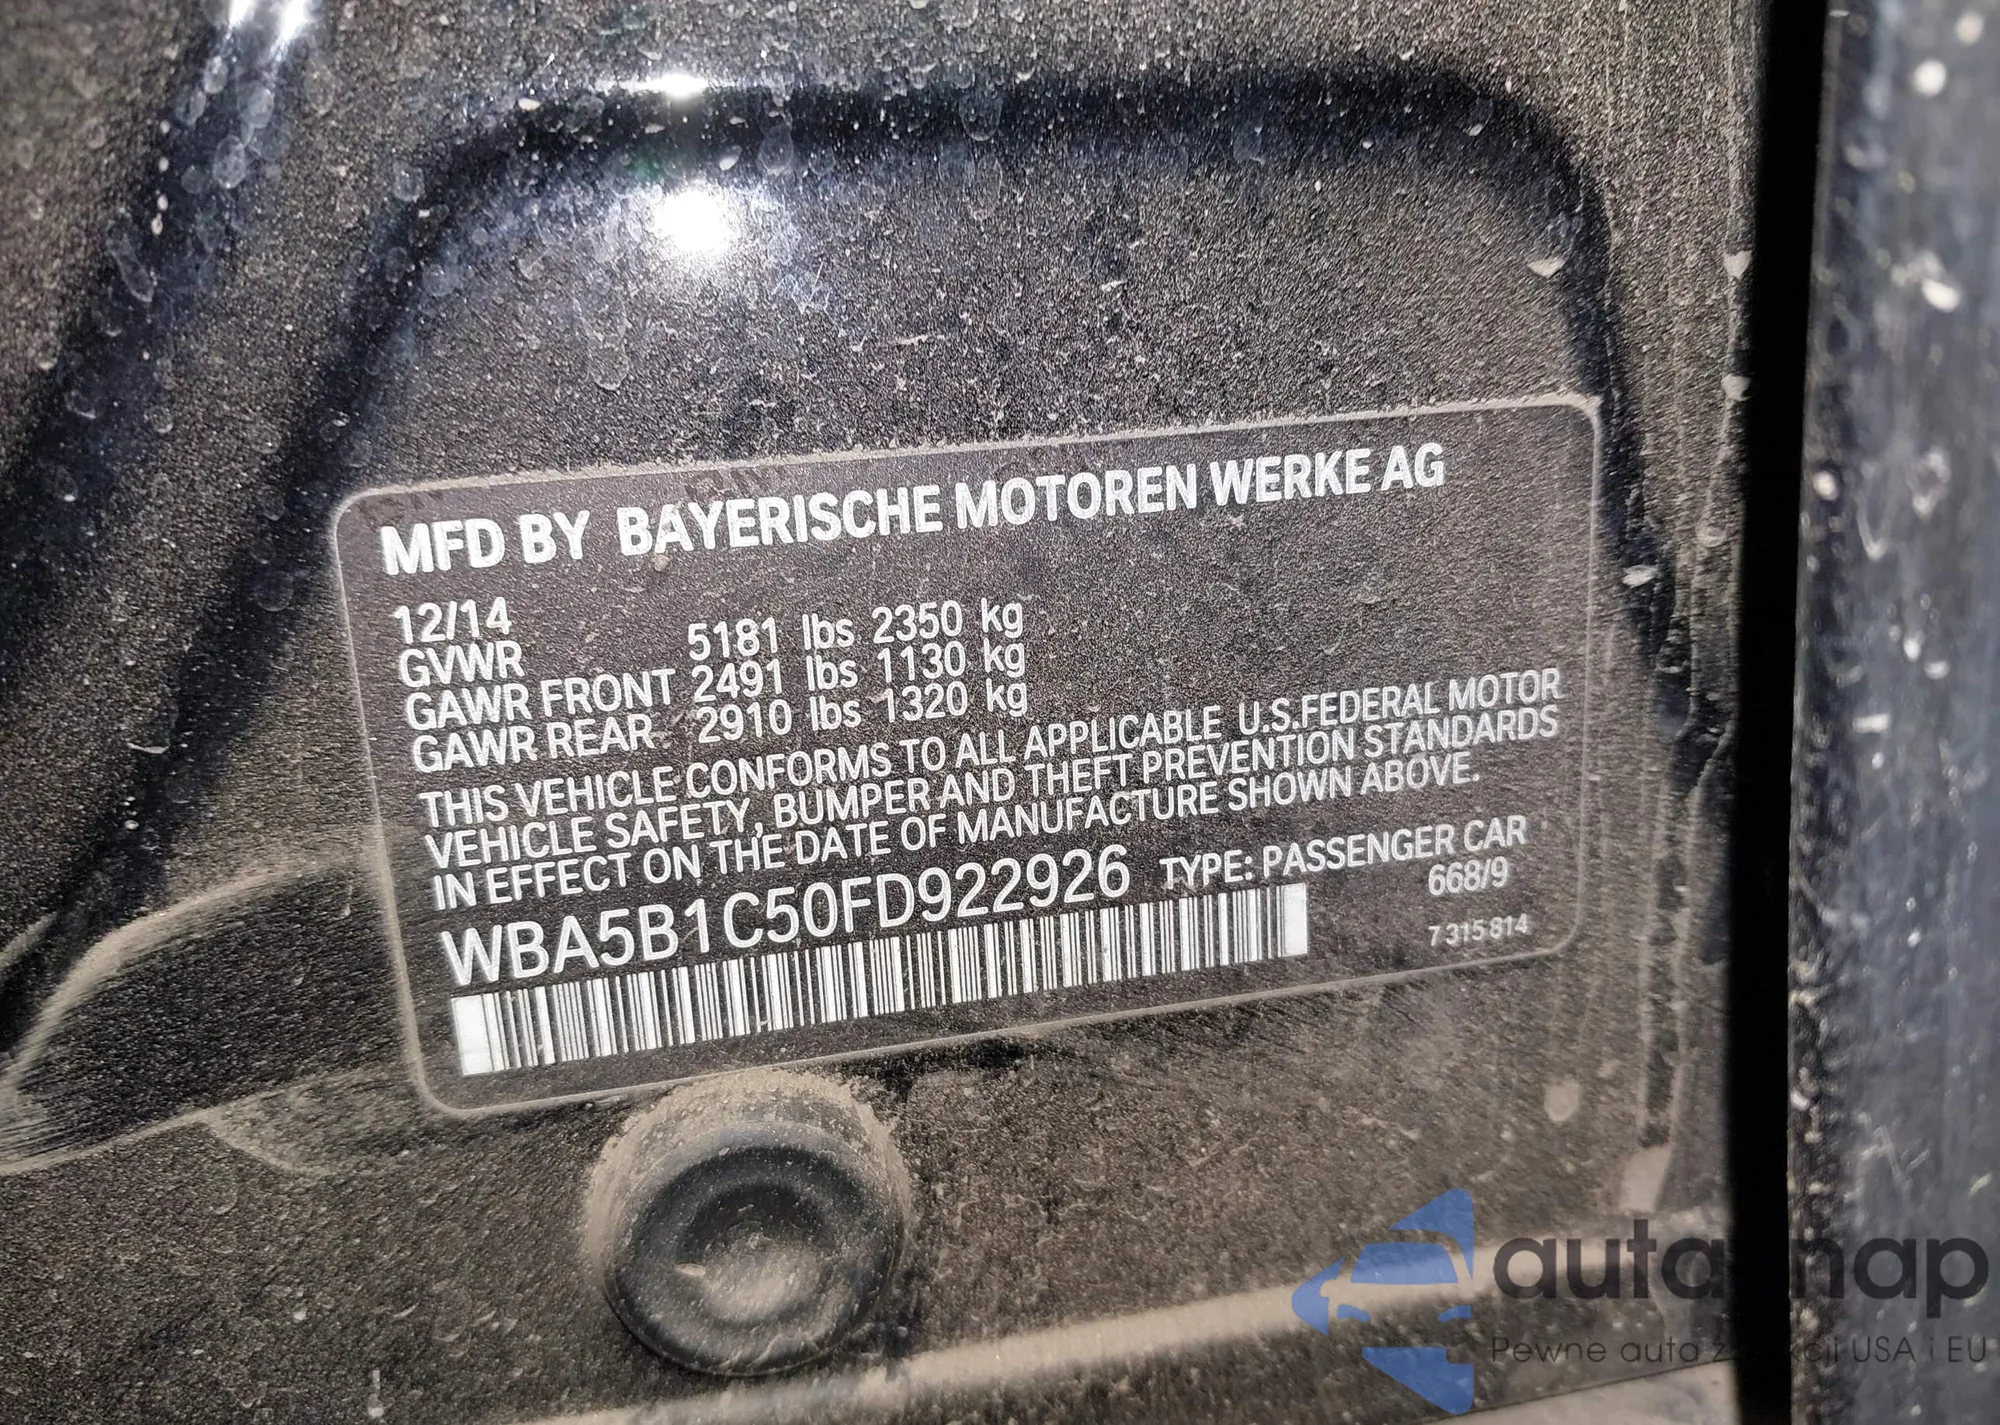 MFD BY BAYERISCHE MOTOREN WERKE AG
12/14
GVWR 5181 lbs 2350 kg
GAWR FRONT 2491 lbs 1130 kg
GAWR REAR 2910 lbs 1320 kg
THIS VEHICLE CONFORMS TO ALL APPLICABLE U.S.FEDERAL MOTOR
VEHICLE SAFETY, BUMPER AND THEFT PREVENTION STANDARDS
IN EFFECT ON THE DATE OF MANUFACTURE SHOWN ABOVE.
WBA5B1C50FD922926 TYPE: PASSENGER CAR
668/9
7 315 814
Pewne auta USA i EU